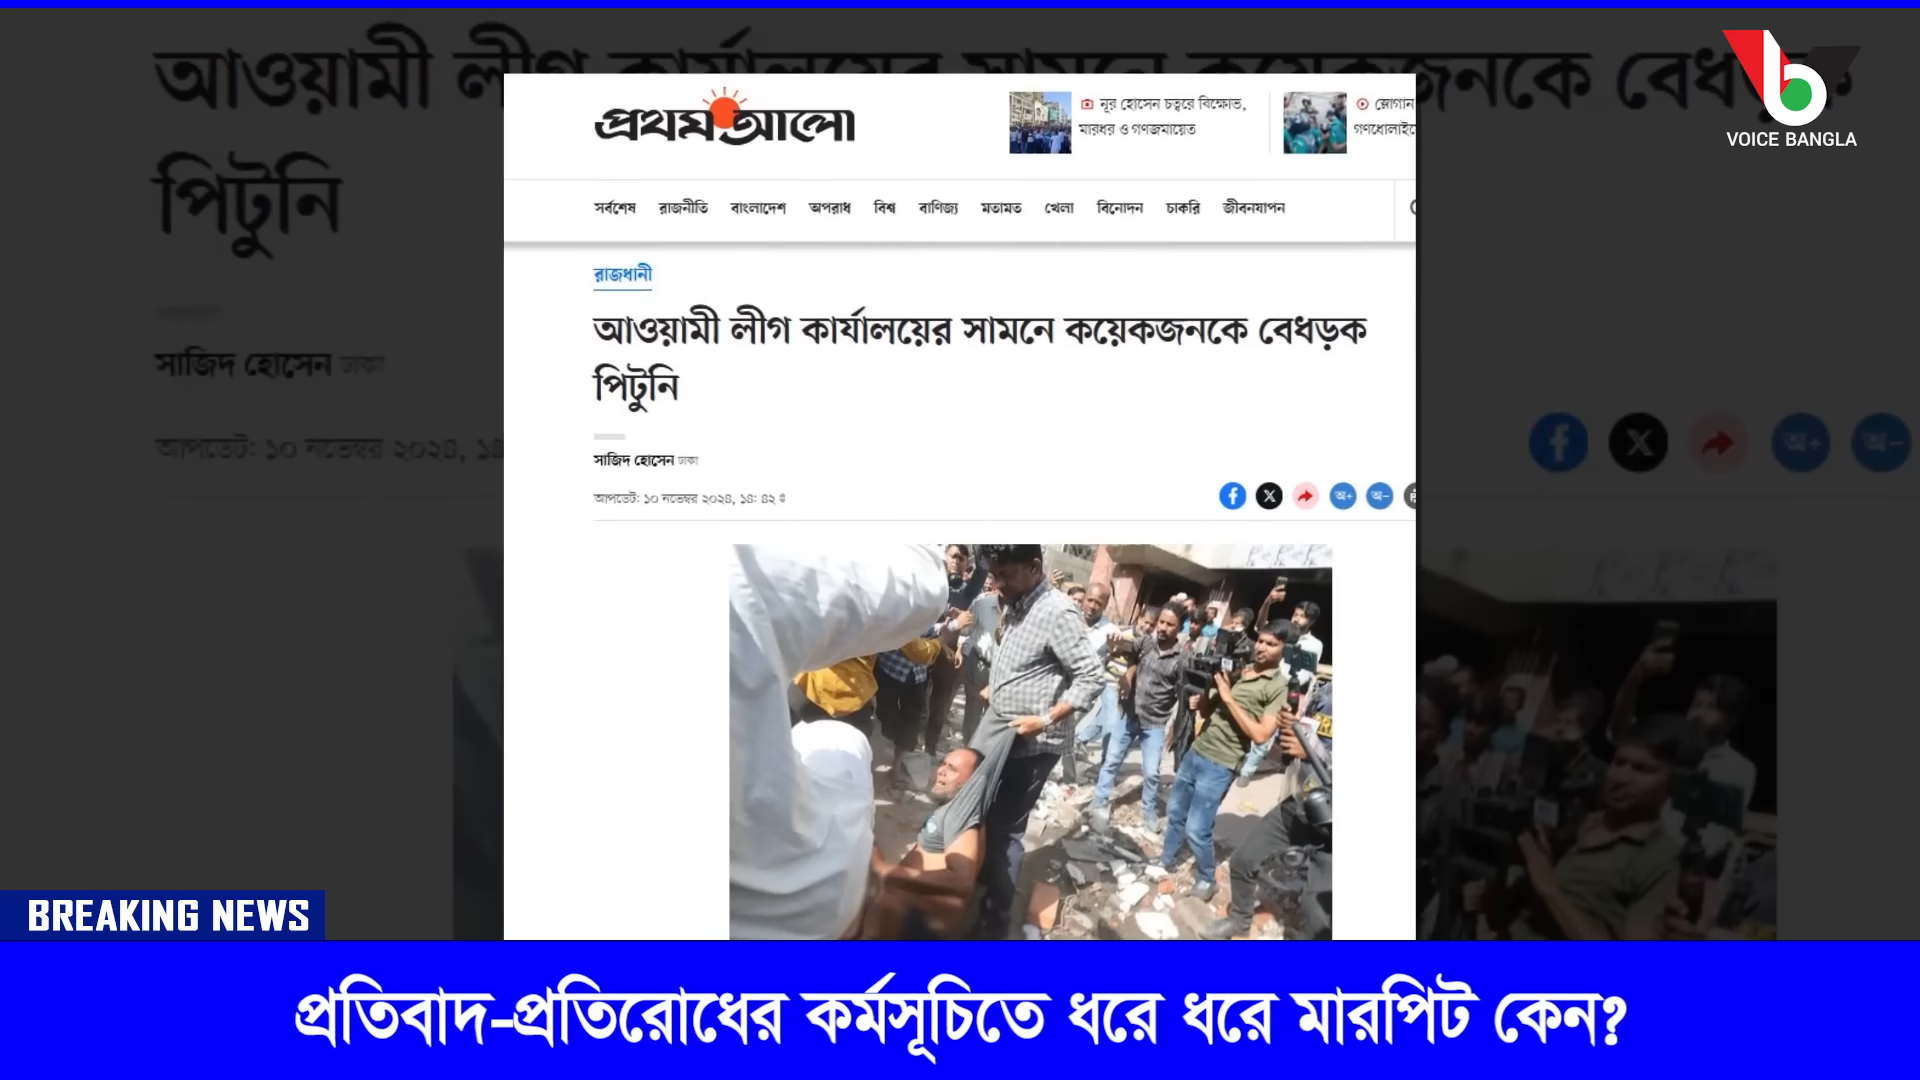 VOICE BANGLA
প্রথম আলো
নূর হোসেন চত্বরে বিক্ষোভ,
মারধর ও গণজমায়েত
স্লোগান
গণধোলাই
সর্বশেষ রাজনীতি বাংলাদেশ অপরাধ বিশ্ব বাণিজ্য মতামত খেলা বিনোদন চাকরি জীবনযাপন
রাজধানী
আওয়ামী লীগ কার্যালয়ের সামনে কয়েকজনকে বেধড়ক
পিটুনি
সাজিদ হোসেন ঢাকা
আপডেট: ১০ নভেম্বর ২০২৪, ১৪: ৪২
অ+ অ−
BREAKING NEWS
প্রতিবাদ-প্রতিরোধের কর্মসূচিতে ধরে ধরে মারপিট কেন?